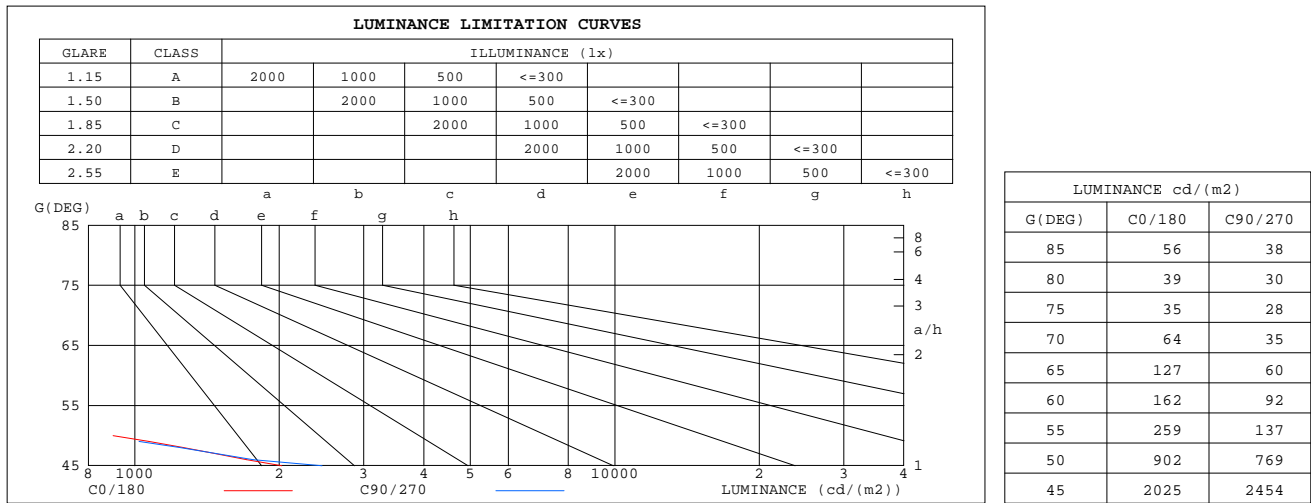 LUMINANCE LIMITATION CURVES
GLARE CLASS ILLUMINANCE (lx)
1.15 A 2000 1000 500 <=300
1.50 B 2000 1000 500 <=300
1.85 C 2000 1000 500 <=300
2.20 D 2000 1000 500 <=300
2.55 E 2000 1000 500 <=300
a b c d e f g h
G(DEG)
a b c d e f g h
85
75
65
55
45
8 6
4
3
a/h
2
1
8 1000 2 3 4 5 6 8 10000 2 3 4
C0/180 C90/270 LUMINANCE (cd/(m2))
LUMINANCE cd/(m2)
G(DEG) C0/180 C90/270
85 56 38
80 39 30
75 35 28
70 64 35
65 127 60
60 162 92
55 259 137
50 902 769
45 2025 2454